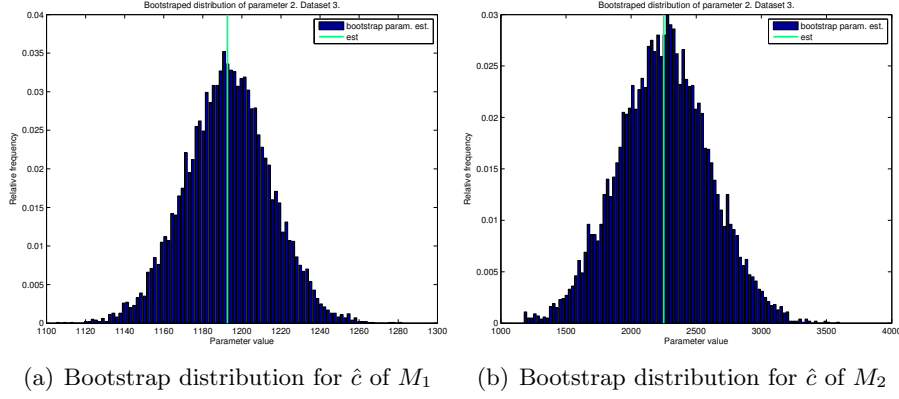 Bootstraped distribution of parameter 2. Dataset 3.
0.04
0.035
0.03
0.025
0.02
0.015
0.01
0.005
0
Relative frequency
1100 1120 1140 1160 1180 1200 1220 1240 1260 1280 1300
Parameter value
bootstrap param. est.
est
(a) Bootstrap distribution for ĉ of M₁
Bootstraped distribution of parameter 2. Dataset 3.
0.03
0.025
0.02
0.015
0.01
0.005
0
Relative frequency
1000 1500 2000 2500 3000 3500 4000
Parameter value
bootstrap param. est.
est
(b) Bootstrap distribution for ĉ of M₂